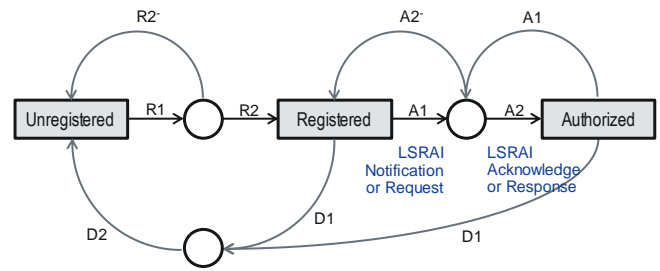 R2-
A2-
A1
Unregistered
R1
R2
Registered
A1
A2
Authorized
LSRAI
Notification
or Request
LSRAI
Acknowledge
or Response
D2
D1
D1